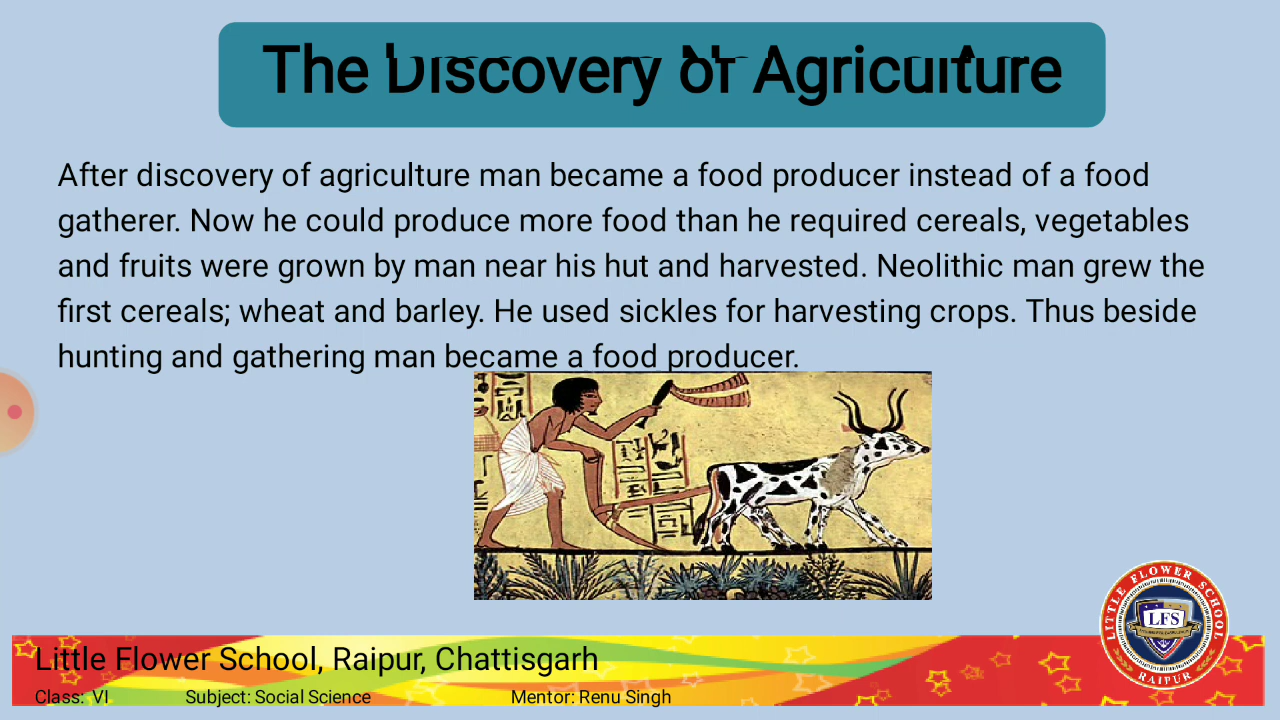 The Discovery of Agriculture
After discovery of agriculture man became a food producer instead of a food
gatherer. Now he could produce more food than he required cereals, vegetables
and fruits were grown by man near his hut and harvested. Neolithic man grew the
first cereals; wheat and barley. He used sickles for harvesting crops. Thus beside
hunting and gathering man became a food producer.
LITTLE FLOWER SCHOOL
LFS
RAIPUR
Little Flower School, Raipur, Chattisgarh
Class: VI Subject: Social Science Mentor: Renu Singh